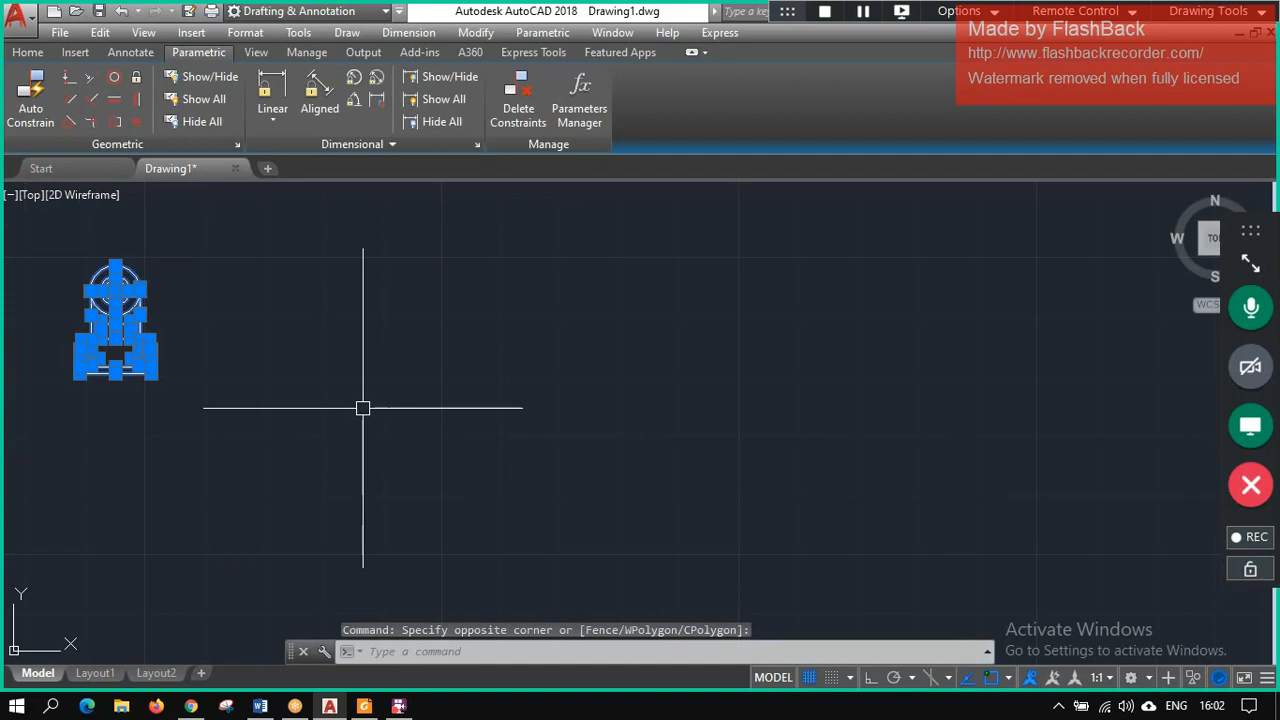 Drafting & Annotation
Autodesk AutoCAD 2018 Drawing1.dwg
Type a key
Options
Remote Control
Drawing Tools
Made by FlashBack
http://www.flashbackrecorder.com/
Watermark removed when fully licensed
File Edit View Insert Format Tools Draw Dimension Modify Parametric Window Help Express
Home Insert Annotate Parametric View Manage Output Add-ins A360 Express Tools Featured Apps
Auto
Constrain
Show/Hide
Show All
Hide All
Geometric
Linear
Aligned
Show/Hide
Show All
Hide All
Dimensional
Delete
Constraints
fx
Parameters
Manager
Manage
Start
Drawing1*
[−][Top][2D Wireframe]
N
W
TO
S
WCS
REC
Y
X
Command: Specify opposite corner or [Fence/WPolygon/CPolygon]:
Type a command
Activate Windows
Go to Settings to activate Windows.
Model Layout1 Layout2
MODEL
1:1
ENG 16:02